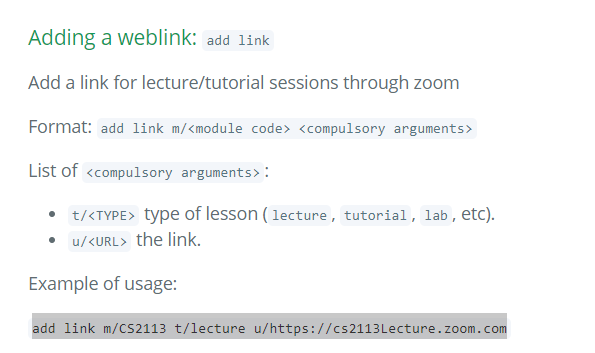 Adding a weblink: add link
Add a link for lecture/tutorial sessions through zoom
Format: add link m/<module code> <compulsory arguments>
List of <compulsory arguments>:
• t/<TYPE> type of lesson ( lecture , tutorial , lab , etc).
• u/<URL> the link.
Example of usage:
add link m/CS2113 t/lecture u/https://cs2113Lecture.zoom.com